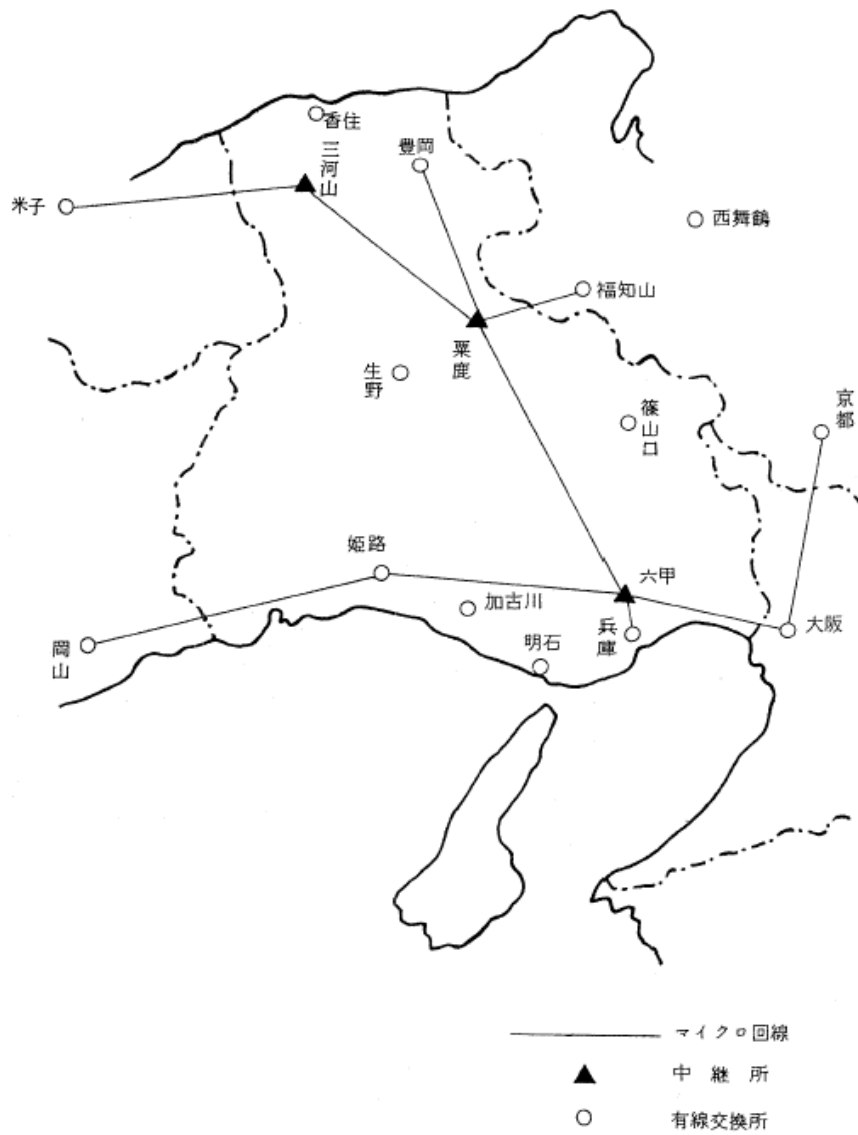 香住
三河山
豊岡
米子
西舞鶴
福知山
粟鹿
生野
篠山口
京都
姫路
六甲
加古川
兵庫
大阪
岡山
明石
マイクロ回線
中継所
有線交換所